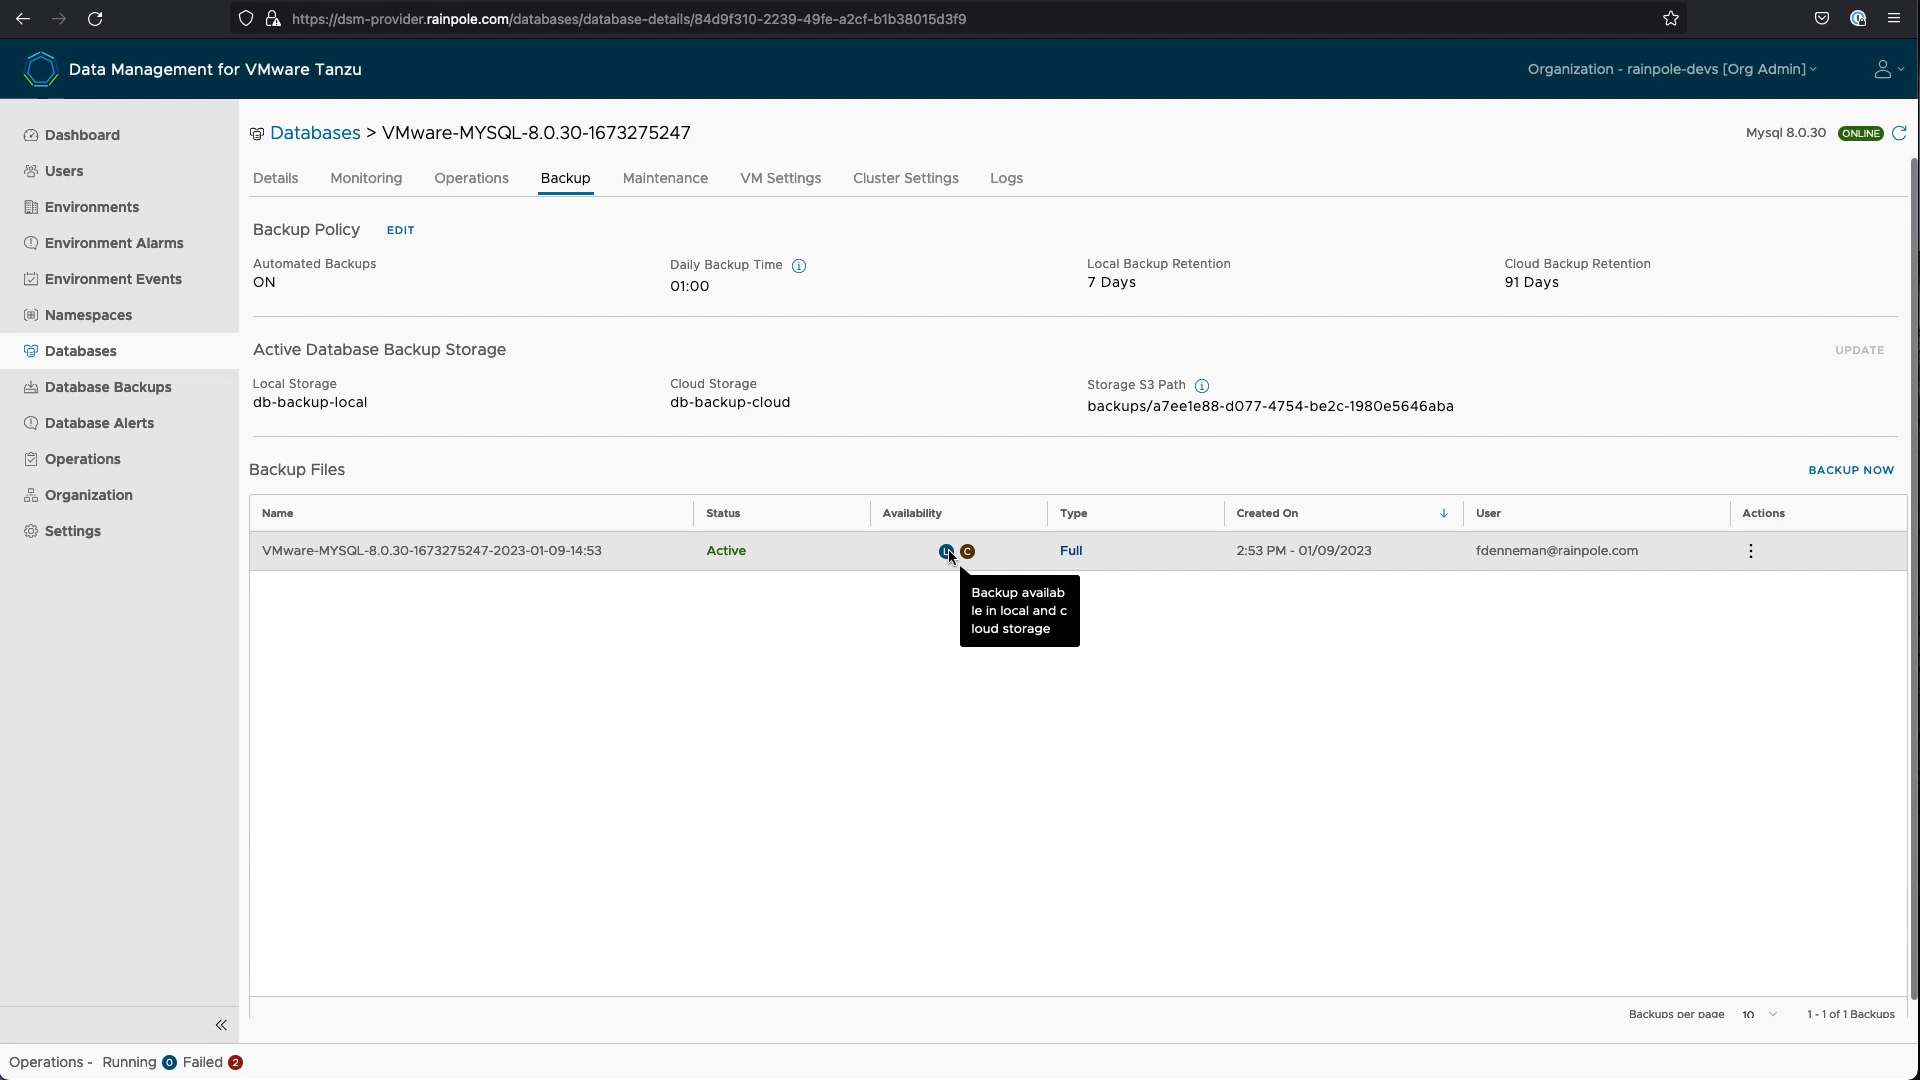 https://dsm-provider.rainpole.com/databases/database-details/84d9f310-2239-49fe-a2cf-b1b38015d3f9
Data Management for VMware Tanzu
Organization - rainpole-devs [Org Admin]
Dashboard
Users
Environments
Environment Alarms
Environment Events
Namespaces
Databases
Database Backups
Database Alerts
Operations
Organization
Settings
Databases > VMware-MYSQL-8.0.30-1673275247
Mysql 8.0.30 ONLINE
Details Monitoring Operations Backup Maintenance VM Settings Cluster Settings Logs
Backup Policy EDIT
Automated Backups Daily Backup Time Local Backup Retention Cloud Backup Retention
ON 01:00 7 Days 91 Days
Active Database Backup Storage UPDATE
Local Storage Cloud Storage Storage S3 Path
db-backup-local db-backup-cloud backups/a7ee1e88-d077-4754-be2c-1980e5646aba
Backup Files BACKUP NOW
Name Status Availability Type Created On User Actions
VMware-MYSQL-8.0.30-1673275247-2023-01-09-14:53 Active L C Full 2:53 PM - 01/09/2023 fdenneman@rainpole.com
Backup availab
le in local and c
loud storage
Backups per page 10 1 - 1 of 1 Backups
Operations - Running 0 Failed 2